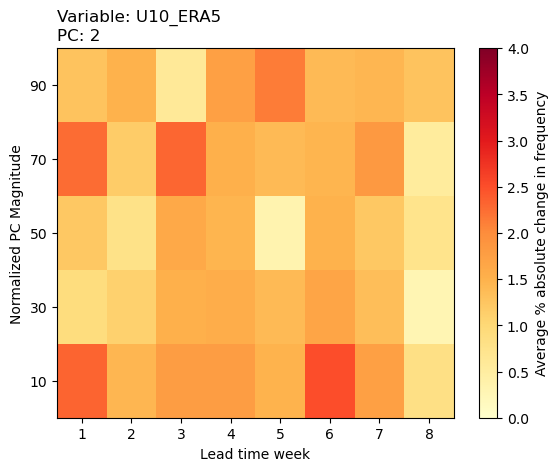 Variable: U10_ERA5
PC: 2
90
70
50
30
10
Normalized PC Magnitude
1 2 3 4 5 6 7 8
Lead time week
4.0
3.5
3.0
2.5
2.0
1.5
1.0
0.5
0.0
Average % absolute change in frequency